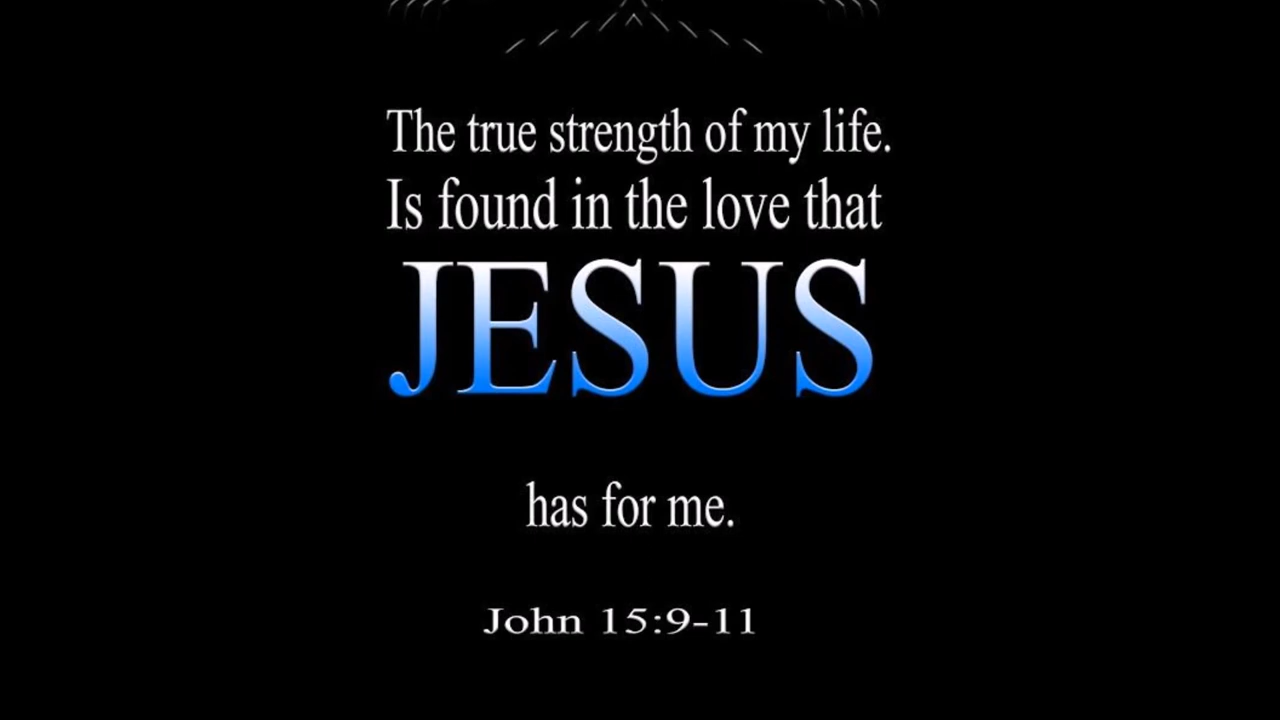 The true strength of my life.
Is found in the love that
JESUS
has for me.
John 15:9-11